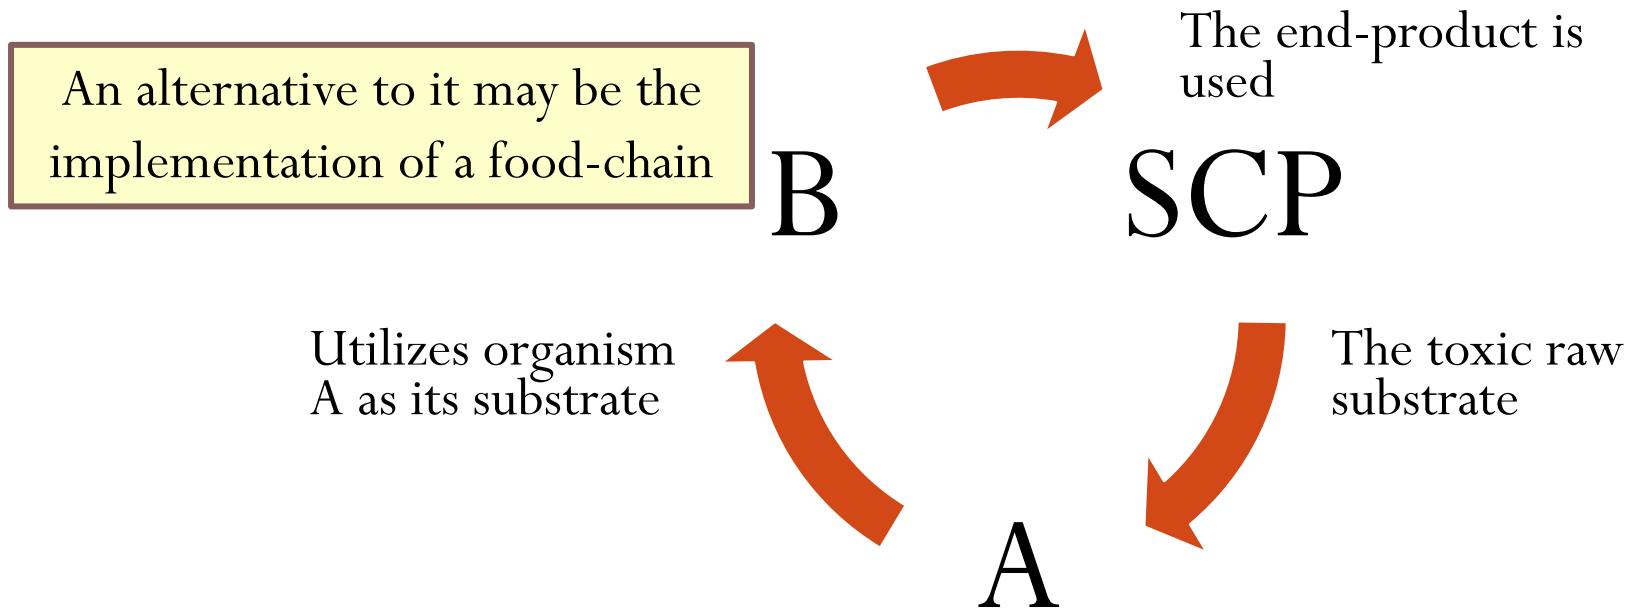 An alternative to it may be the
implementation of a food-chain
The end-product is
used
B
SCP
Utilizes organism
A as its substrate
The toxic raw
substrate
A